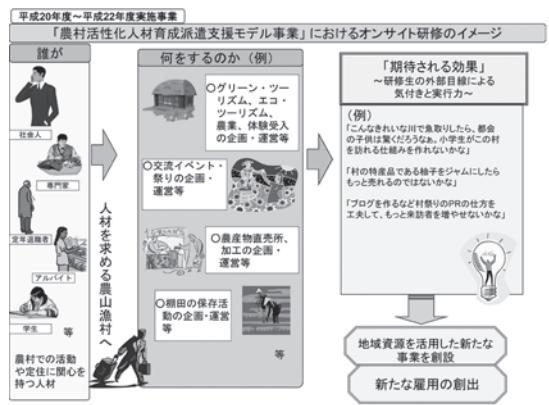 平成20年度～平成22年度実施事業
「農村活性化人材育成派遣支援モデル事業」におけるオンサイト研修のイメージ
誰が
社会人
専門家
定年退職者
アルバイト
学生
等
農村での活動
や定住に関心を
持つ人材
人材を求める農山漁村へ
何をするのか（例）
○グリーン・ツー
リズム、エコ・
ツーリズム、
農業、体験受入
の企画・運営等
○交流イベント・
祭りの企画・
運営等
○農産物直売所、
加工の企画・
運営等
○棚田の保存活
動の企画・運営
等
等
「期待される効果」
～研修生の外部目線による
気付きと実行力～
（例）
「こんなきれいな川で魚取りしたら、都会
の子供は驚くだろうなぁ。小学生がこの村
を訪れる仕組みを作れないかな」
「村の特産品である柚子をジャムにしたら
もっと売れるのではないかな」
「ブログを作るなど村祭りのPRの仕方を
工夫して、もっと来訪者を増やせないかな」
地域資源を活用した新たな
事業を創設
新たな雇用の創出